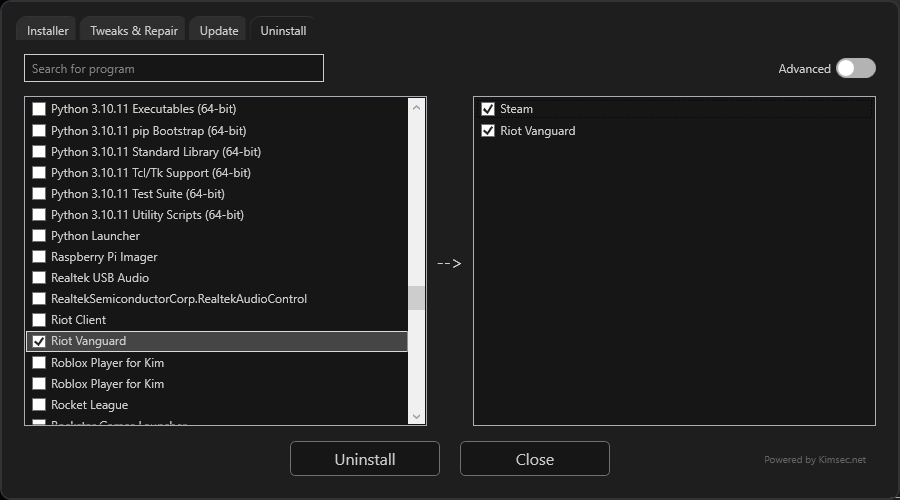 Installer
Tweaks & Repair
Update
Uninstall
Search for program
Advanced
Python 3.10.11 Executables (64-bit)
Python 3.10.11 pip Bootstrap (64-bit)
Python 3.10.11 Standard Library (64-bit)
Python 3.10.11 Tcl/Tk Support (64-bit)
Python 3.10.11 Test Suite (64-bit)
Python 3.10.11 Utility Scripts (64-bit)
Python Launcher
Raspberry Pi Imager
Realtek USB Audio
RealtekSemiconductorCorp.RealtekAudioControl
Riot Client
Riot Vanguard
Roblox Player for Kim
Roblox Player for Kim
Rocket League
Rockstar Games Launcher
-->
Steam
Riot Vanguard
Uninstall
Close
Powered by Kimsec.net